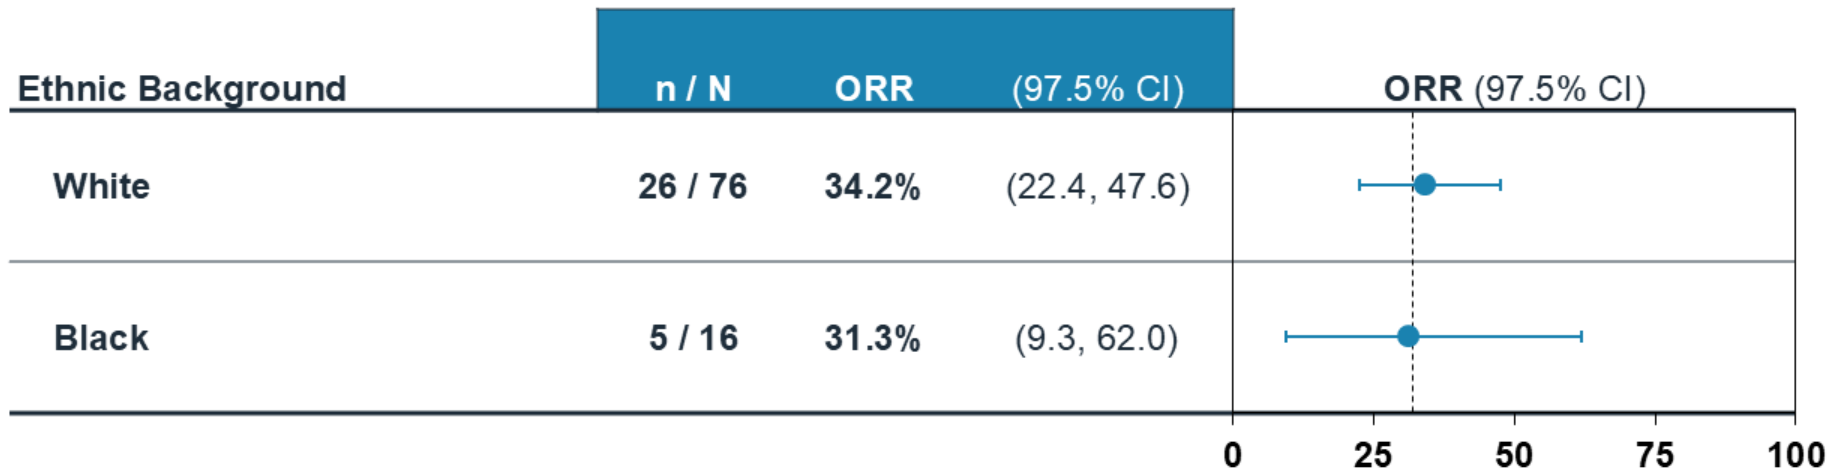 Ethnic Background n / N ORR (97.5% CI) ORR (97.5% CI)
White 26 / 76 34.2% (22.4, 47.6)
Black 5 / 16 31.3% (9.3, 62.0)
0 25 50 75 100